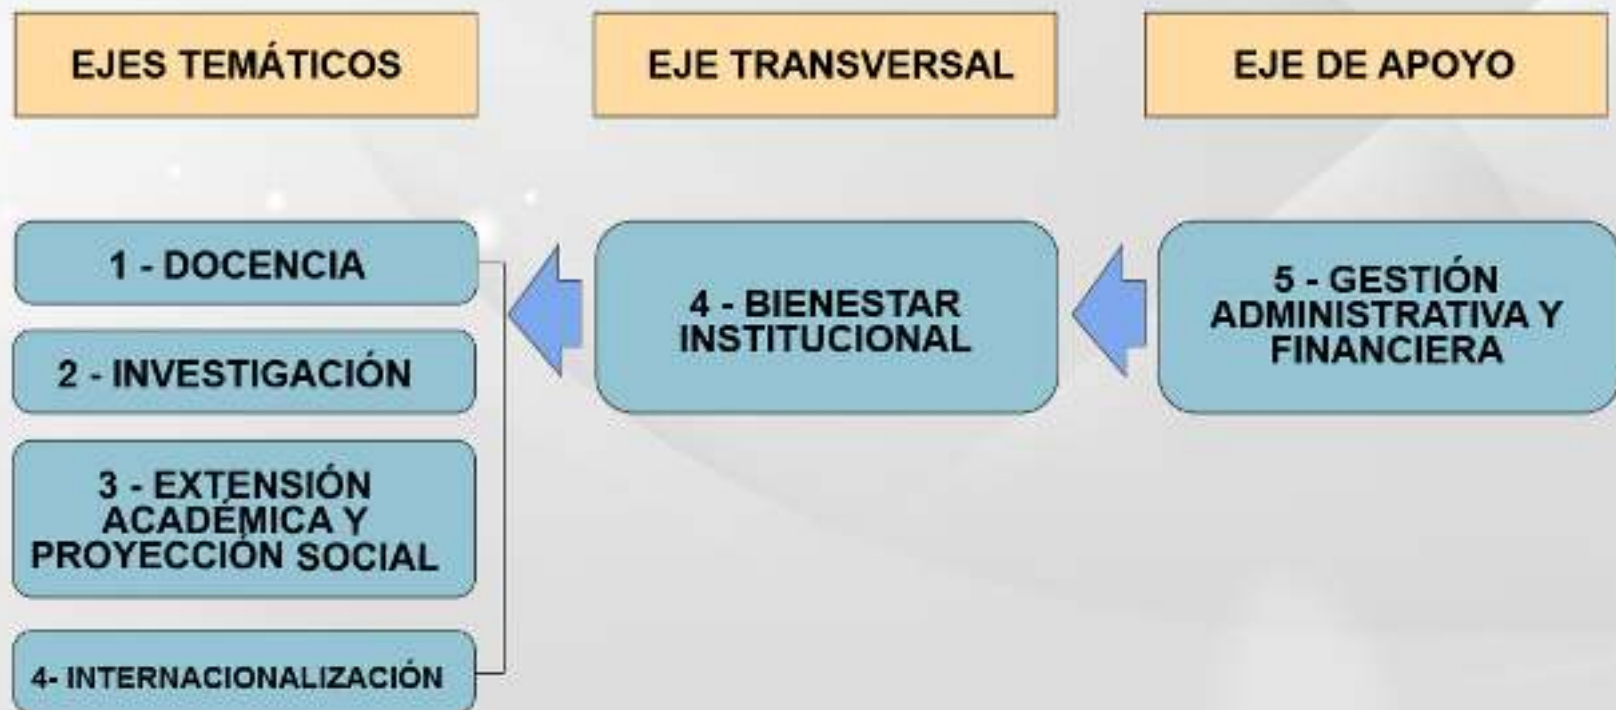 EJES TEMÁTICOS
EJE TRANSVERSAL
EJE DE APOYO
1 - DOCENCIA
2 - INVESTIGACIÓN
3 - EXTENSIÓN
ACADÉMICA Y
PROYECCIÓN SOCIAL
4- INTERNACIONALIZACIÓN
4 - BIENESTAR
INSTITUCIONAL
5 - GESTIÓN
ADMINISTRATIVA Y
FINANCIERA